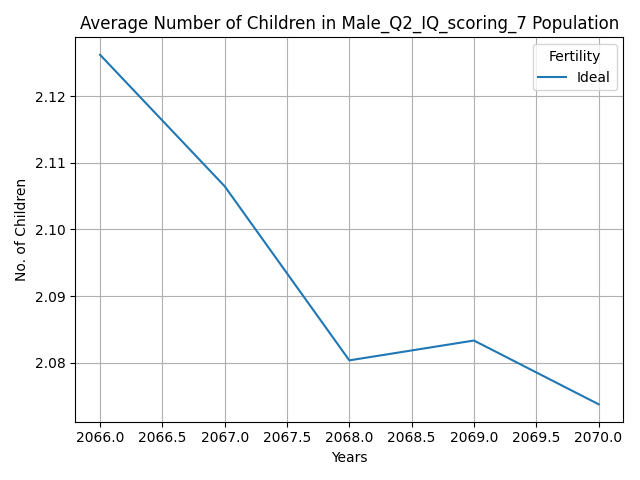 Average Number of Children in Male_Q2_IQ_scoring_7 Population
Fertility
Ideal
2.12
2.11
2.10
2.09
2.08
No. of Children
2066.0 2066.5 2067.0 2067.5 2068.0 2068.5 2069.0 2069.5 2070.0
Years